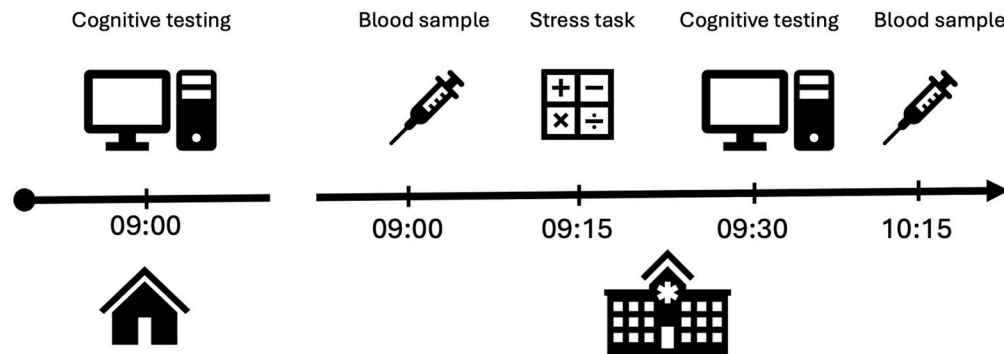 Cognitive testing Blood sample Stress task Cognitive testing Blood sample
+ −
× ÷
09:00 09:00 09:15 09:30 10:15